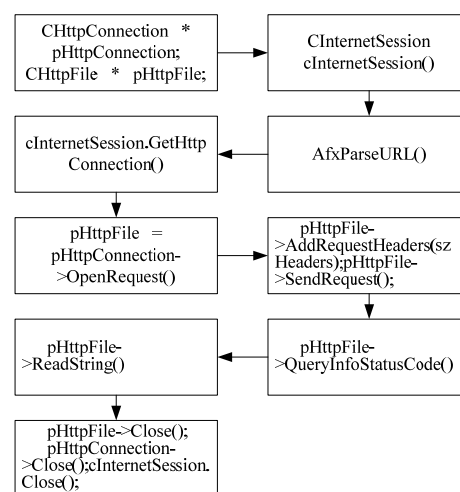 CHttpConnection *
pHttpConnection;
CHttpFile * pHttpFile;
CInternetSession
cInternetSession()
AfxParseURL()
cInternetSession.GetHttp
Connection()
pHttpFile =
pHttpConnection-
>OpenRequest()
pHttpFile-
>AddRequestHeaders(sz
Headers);pHttpFile-
>SendRequest();
pHttpFile-
>QueryInfoStatusCode()
pHttpFile-
>ReadString()
pHttpFile->Close();
pHttpConnection-
>Close();cInternetSession.
Close();